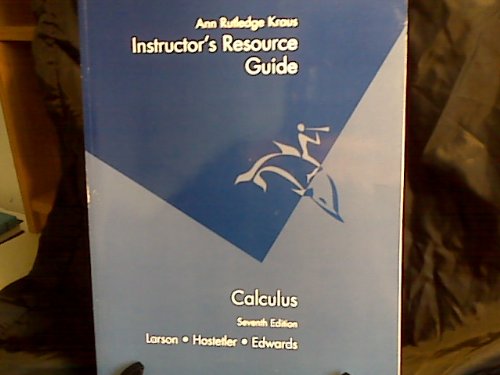 Ann Rutledge Kraus
Instructor's Resource
Guide
Calculus
Seventh Edition
Larson • Hostetler • Edwards